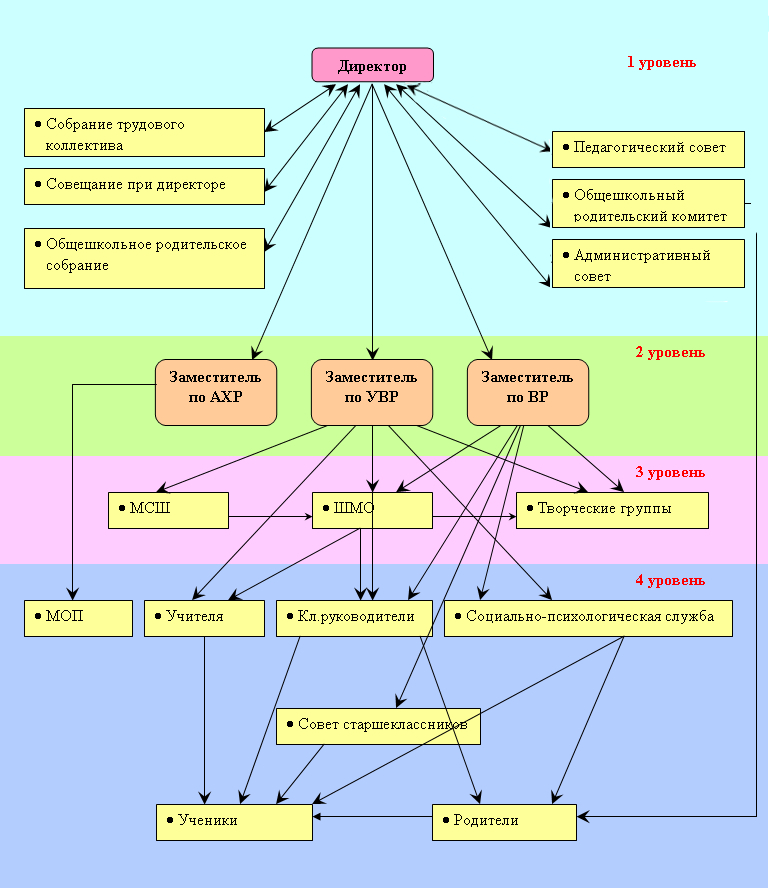 1 уровень
Директор
• Собрание трудового
коллектива
• Совещание при директоре
• Общешкольное родительское
собрание
• Педагогический совет
• Общешкольный
родительский комитет
• Административный
совет
2 уровень
Заместитель
по АХР
Заместитель
по УВР
Заместитель
по ВР
3 уровень
• МСШ
• ШМО
• Творческие группы
4 уровень
• МОП
• Учителя
• Кл.руководители
• Социально-психологическая служба
• Совет старшеклассников
• Ученики
• Родители